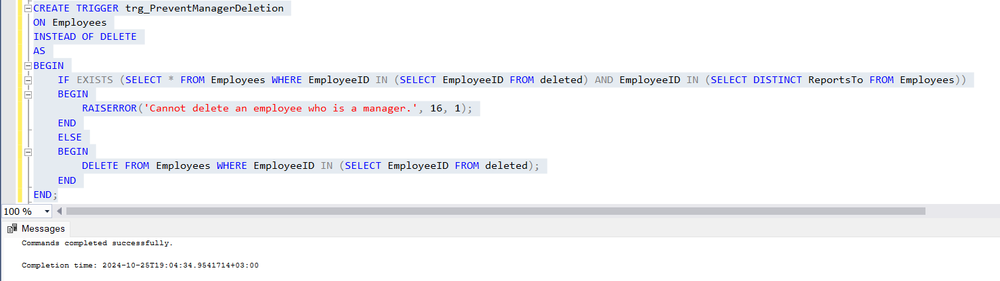 CREATE TRIGGER trg_PreventManagerDeletion
ON Employees
INSTEAD OF DELETE
AS
BEGIN
    IF EXISTS (SELECT * FROM Employees WHERE EmployeeID IN (SELECT EmployeeID FROM deleted) AND EmployeeID IN (SELECT DISTINCT ReportsTo FROM Employees))
    BEGIN
        RAISERROR('Cannot delete an employee who is a manager.', 16, 1);
    END
    ELSE
    BEGIN
        DELETE FROM Employees WHERE EmployeeID IN (SELECT EmployeeID FROM deleted);
    END
END;
100 %
Messages
Commands completed successfully.
Completion time: 2024-10-25T19:04:34.9541714+03:00